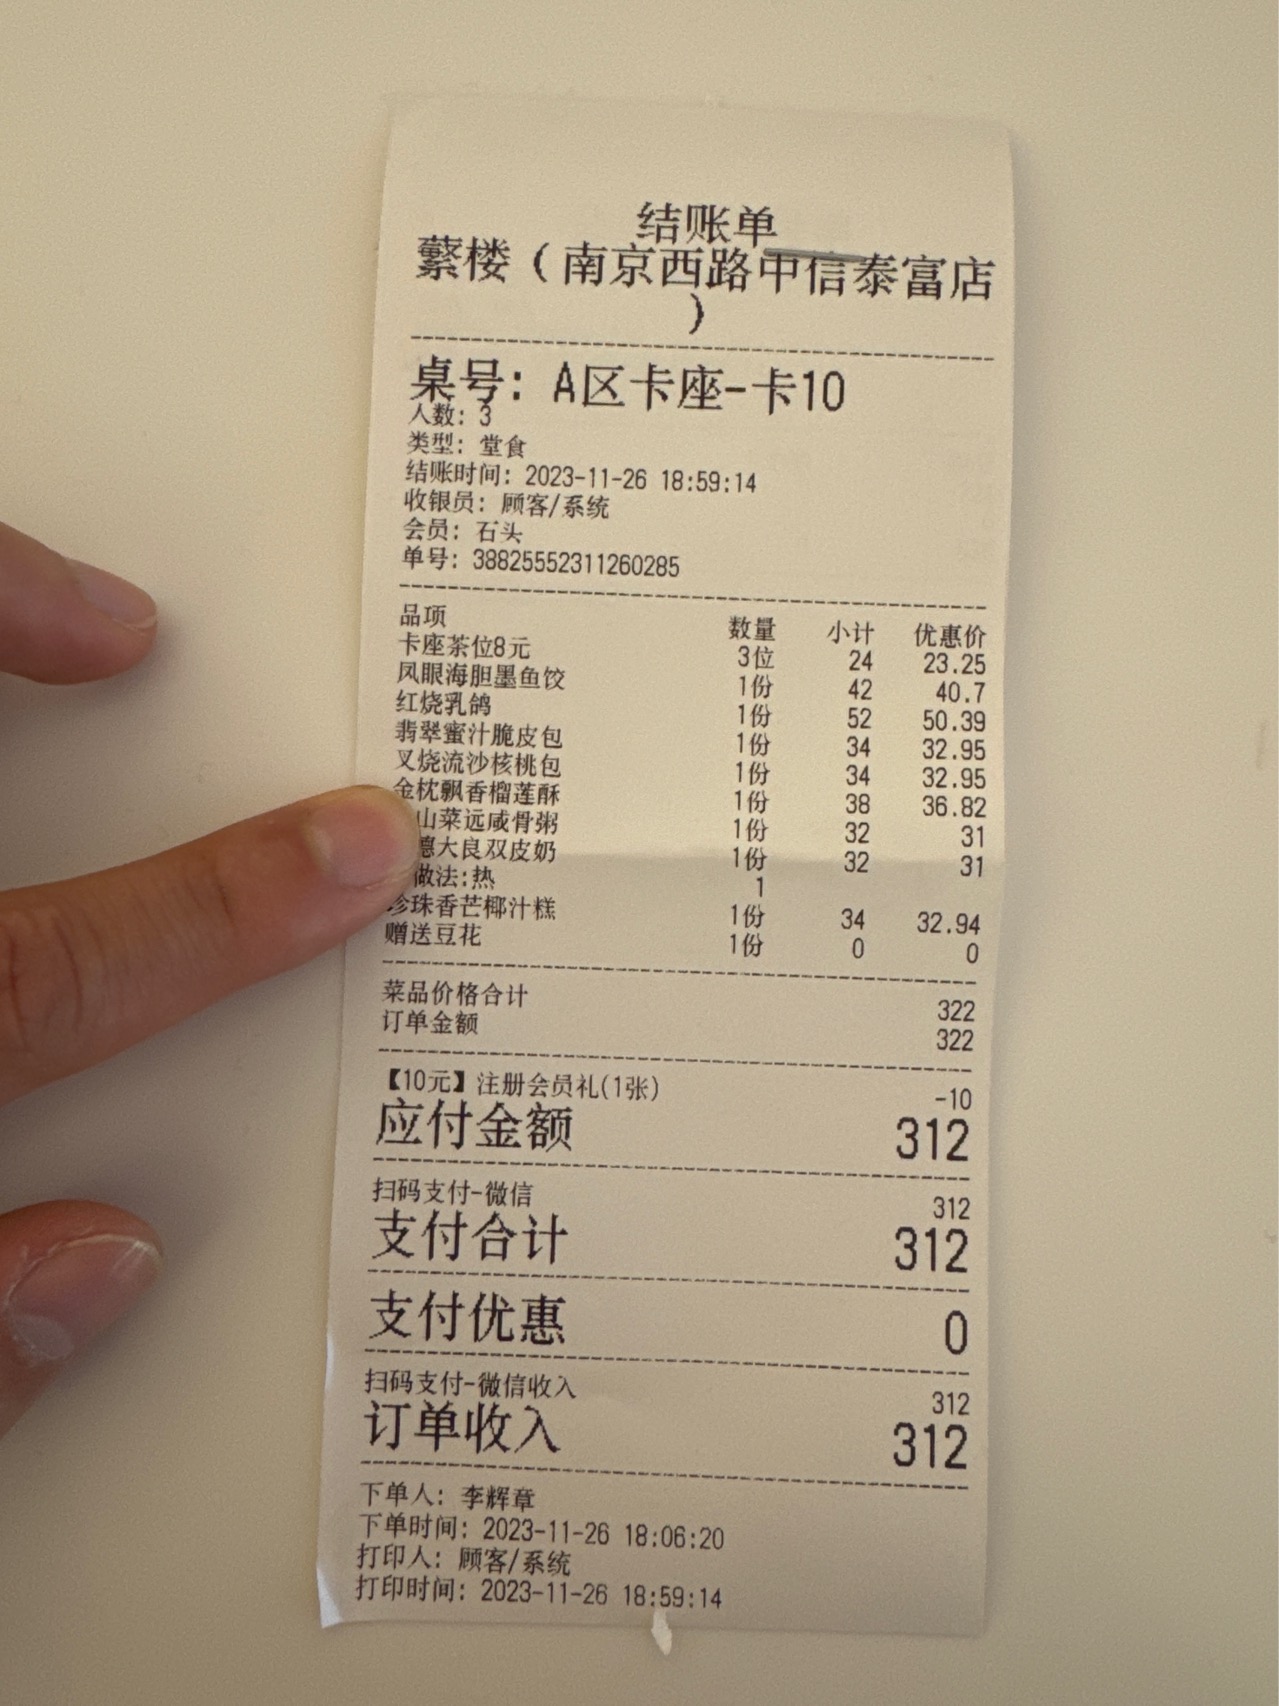 结账单
蘩楼（南京西路中信泰富店
）
桌号：A区卡座-卡10
人数：3
类型：堂食
结账时间：2023-11-26 18:59:14
收银员：顾客/系统
会员：石头
单号：38825552311260285
品项 数量 小计 优惠价
卡座茶位8元 3位 24 23.25
凤眼海胆墨鱼饺 1份 42 40.7
红烧乳鸽 1份 52 50.39
翡翠蜜汁脆皮包 1份 34 32.95
叉烧流沙核桃包 1份 34 32.95
金枕飘香榴莲酥 1份 38 36.82
山菜远咸骨粥 1份 32 31
德大良双皮奶 1份 32 31
做法:热 1
珍珠香芒椰汁糕 1份 34 32.94
赠送豆花 1份 0 0
菜品价格合计 322
订单金额 322
【10元】注册会员礼(1张) -10
应付金额 312
扫码支付-微信 312
支付合计 312
支付优惠 0
扫码支付-微信收入 312
订单收入 312
下单人：李辉章
下单时间：2023-11-26 18:06:20
打印人：顾客/系统
打印时间：2023-11-26 18:59:14